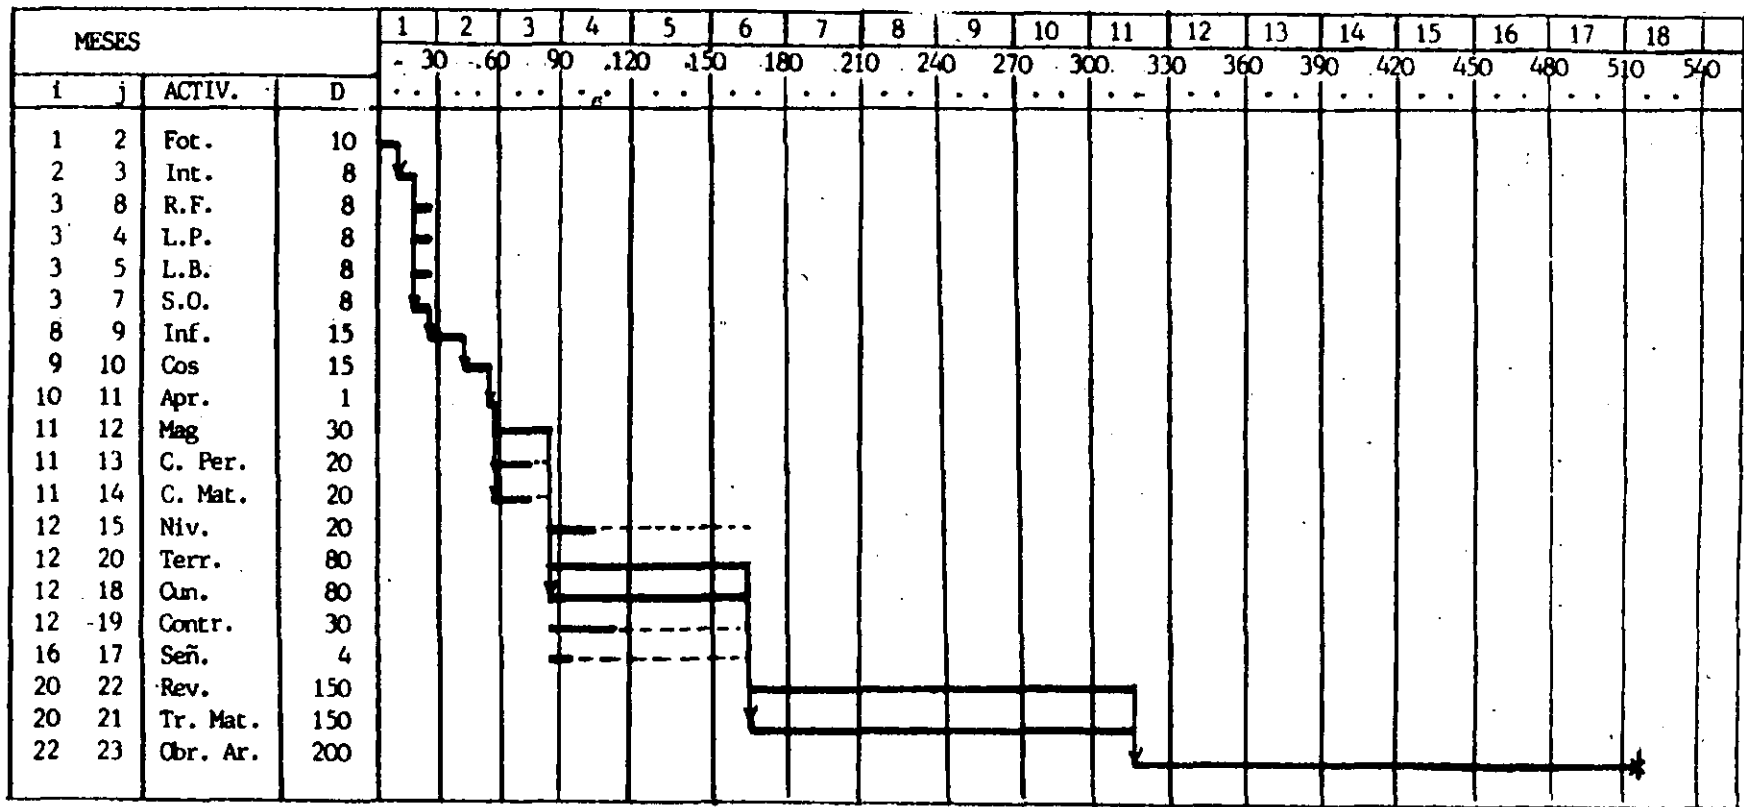 MESES 1 2 3 4 5 6 7 8 9 10 11 12 13 14 15 16 17 18
30 60 90 120 150 180 210 240 270 300 330 360 390 420 450 480 510 540
i j ACTIV. D
1 2 Fot. 10
2 3 Int. 8
3 8 R.F. 8
3 4 L.P. 8
3 5 L.B. 8
3 7 S.O. 8
8 9 Inf. 15
9 10 Cos 15
10 11 Apr. 1
11 12 Mag 30
11 13 C. Per. 20
11 14 C. Mat. 20
12 15 Niv. 20
12 20 Terr. 80
12 18 Cun. 80
12 19 Contr. 30
16 17 Señ. 4
20 22 Rev. 150
20 21 Tr. Mat. 150
22 23 Obr. Ar. 200